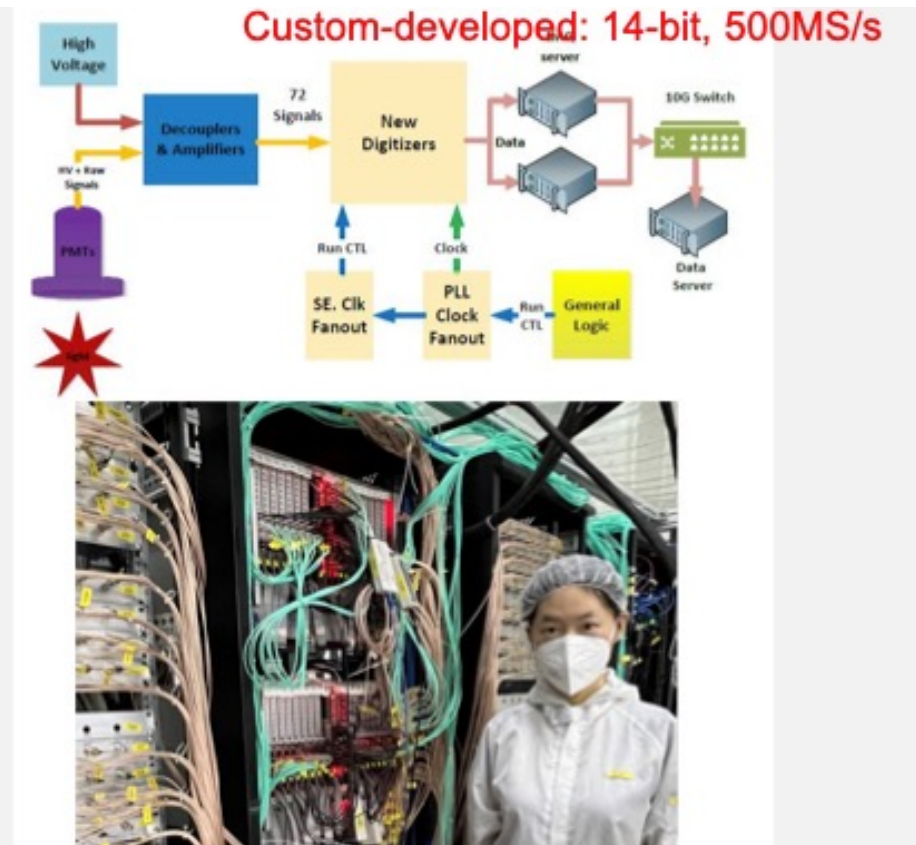 Custom-developed: 14-bit, 500MS/s
High
Voltage
server
72
Signals
10G Switch
Decouplers
& Amplifiers
New
Digitizers
Data
HV + Raw
Signals
PMTs
Run CTL
Clock
Data
Server
SE. Clk
Fanout
PLL
Clock
Fanout
Run
CTL
General
Logic
light